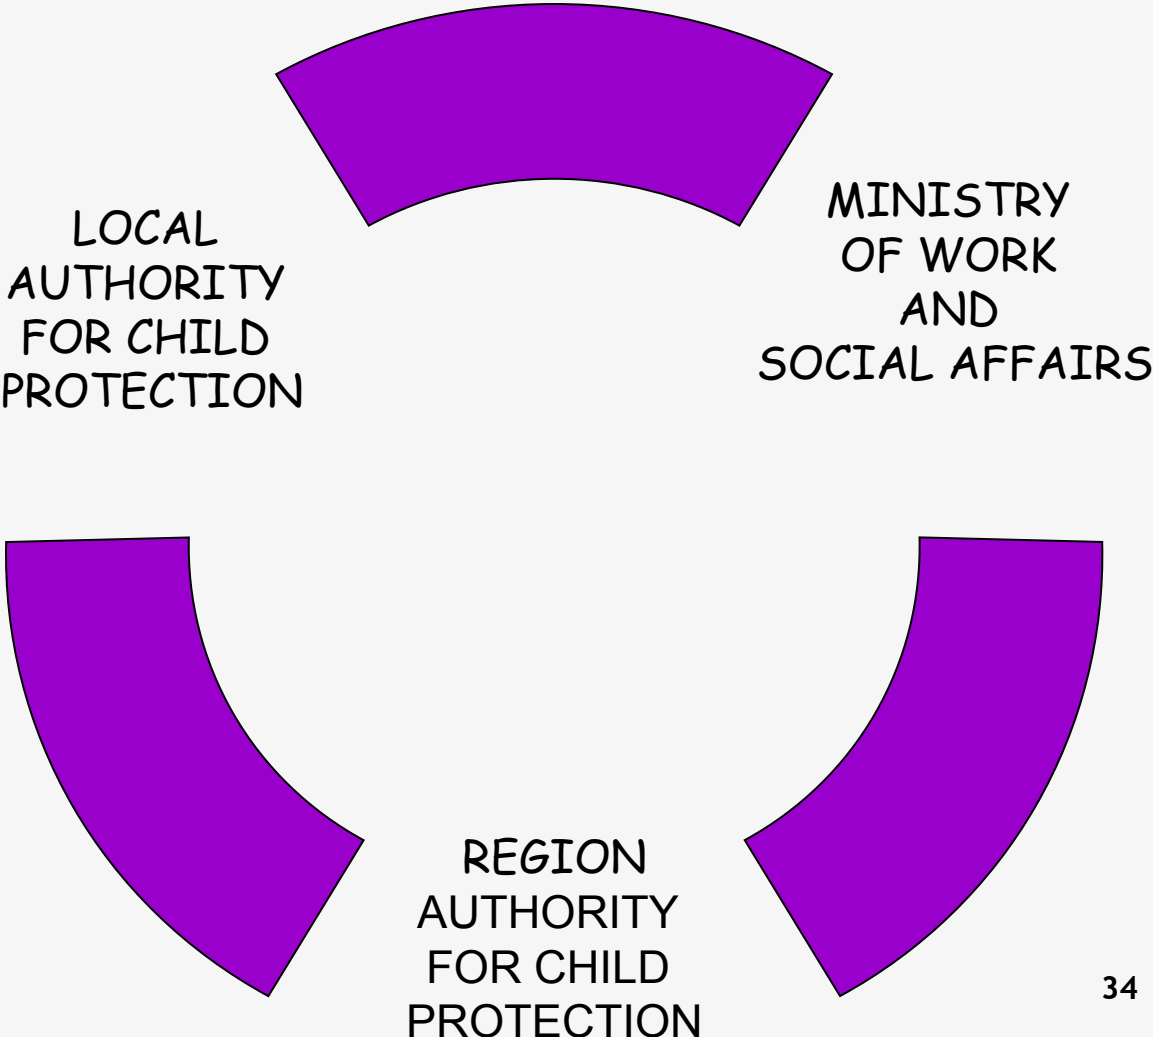 LOCAL
AUTHORITY
FOR CHILD
PROTECTION
MINISTRY
OF WORK
AND
SOCIAL AFFAIRS
REGION
AUTHORITY
FOR CHILD
PROTECTION
34